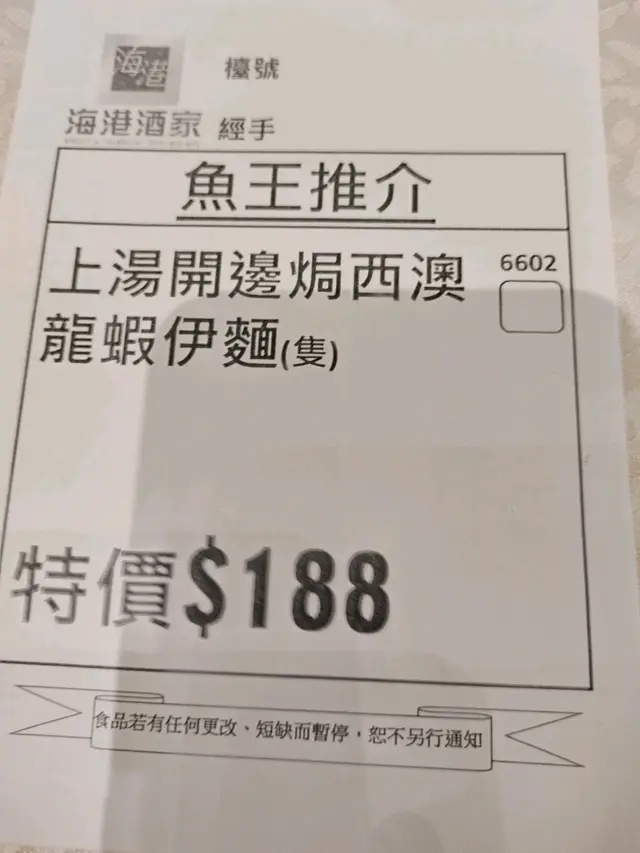 海港
檯號
海港酒家
經手
魚王推介
上湯開邊焗西澳
6602
龍蝦伊麵(隻)
特價$188
食品若有任何更改、短缺而暫停，恕不另行通知